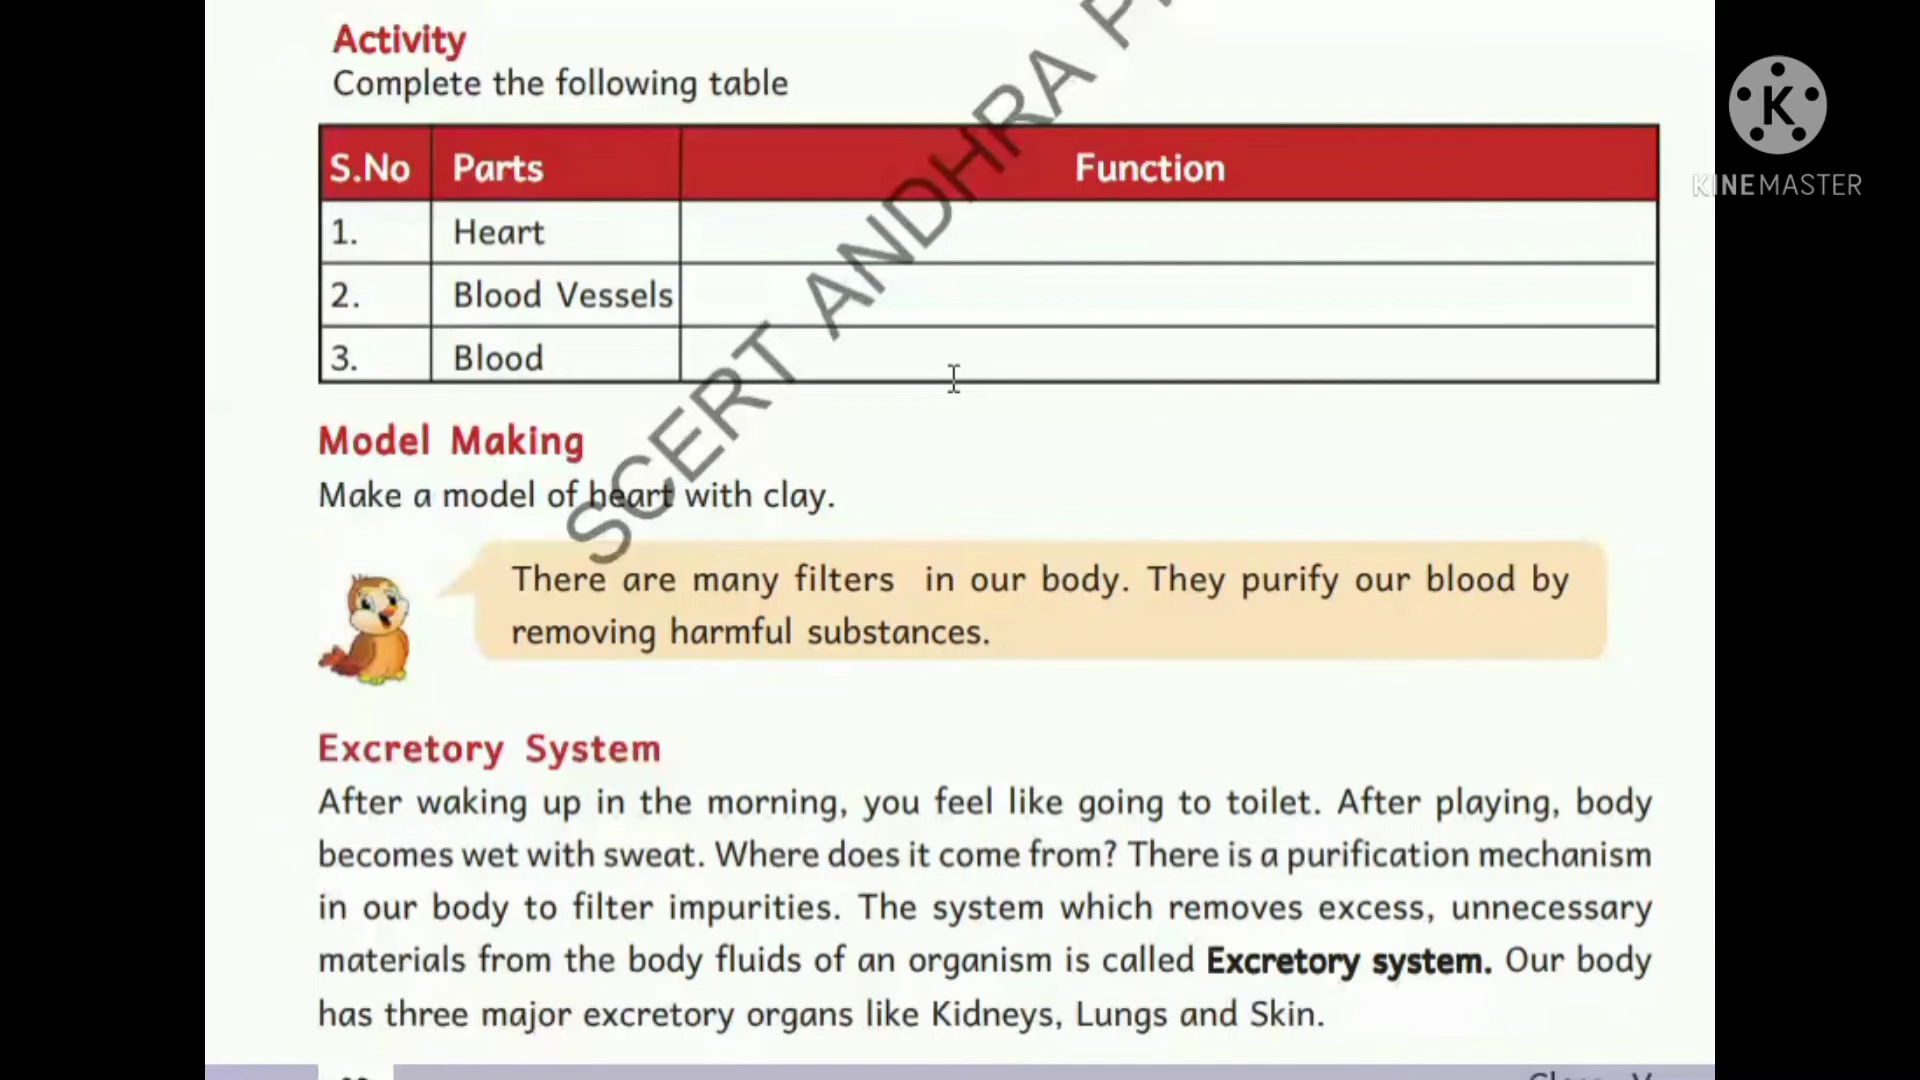 Activity
Complete the following table
S.No Parts Function
1. Heart
2. Blood Vessels
3. Blood
SCERT ANDHRA
KINEMASTER
Model Making
Make a model of heart with clay.
There are many filters in our body. They purify our blood by
removing harmful substances.
Excretory System
After waking up in the morning, you feel like going to toilet. After playing, body
becomes wet with sweat. Where does it come from? There is a purification mechanism
in our body to filter impurities. The system which removes excess, unnecessary
materials from the body fluids of an organism is called Excretory system. Our body
has three major excretory organs like Kidneys, Lungs and Skin.